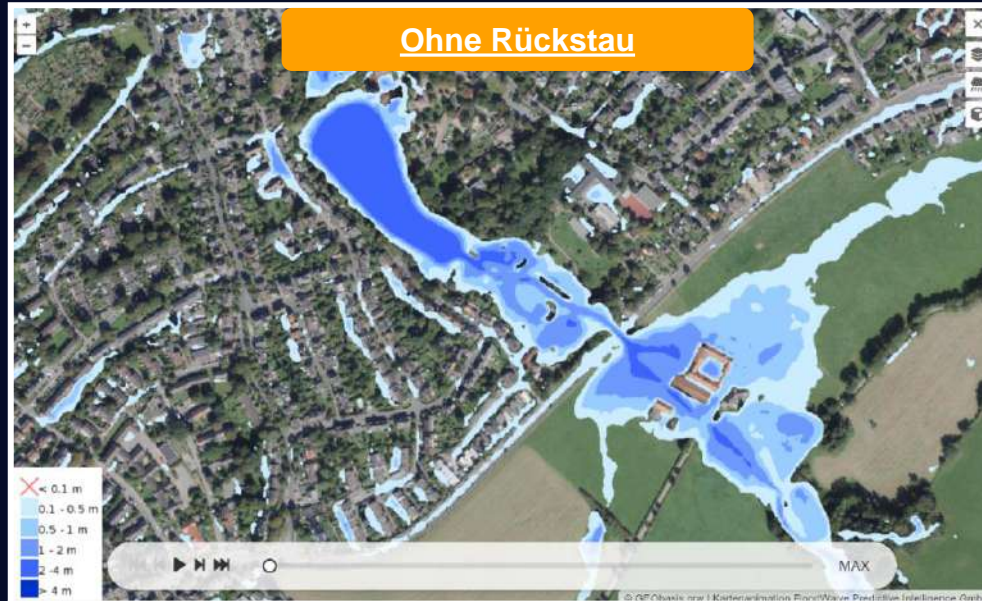 Ohne Rückstau
+
−
< 0.1 m
0.1 - 0.5 m
0.5 - 1 m
1 - 2 m
2 -4 m
> 4 m
MAX
© GEObasis.nrw | Kartenanimation FloodWaive Predictive Intelligence GmbH